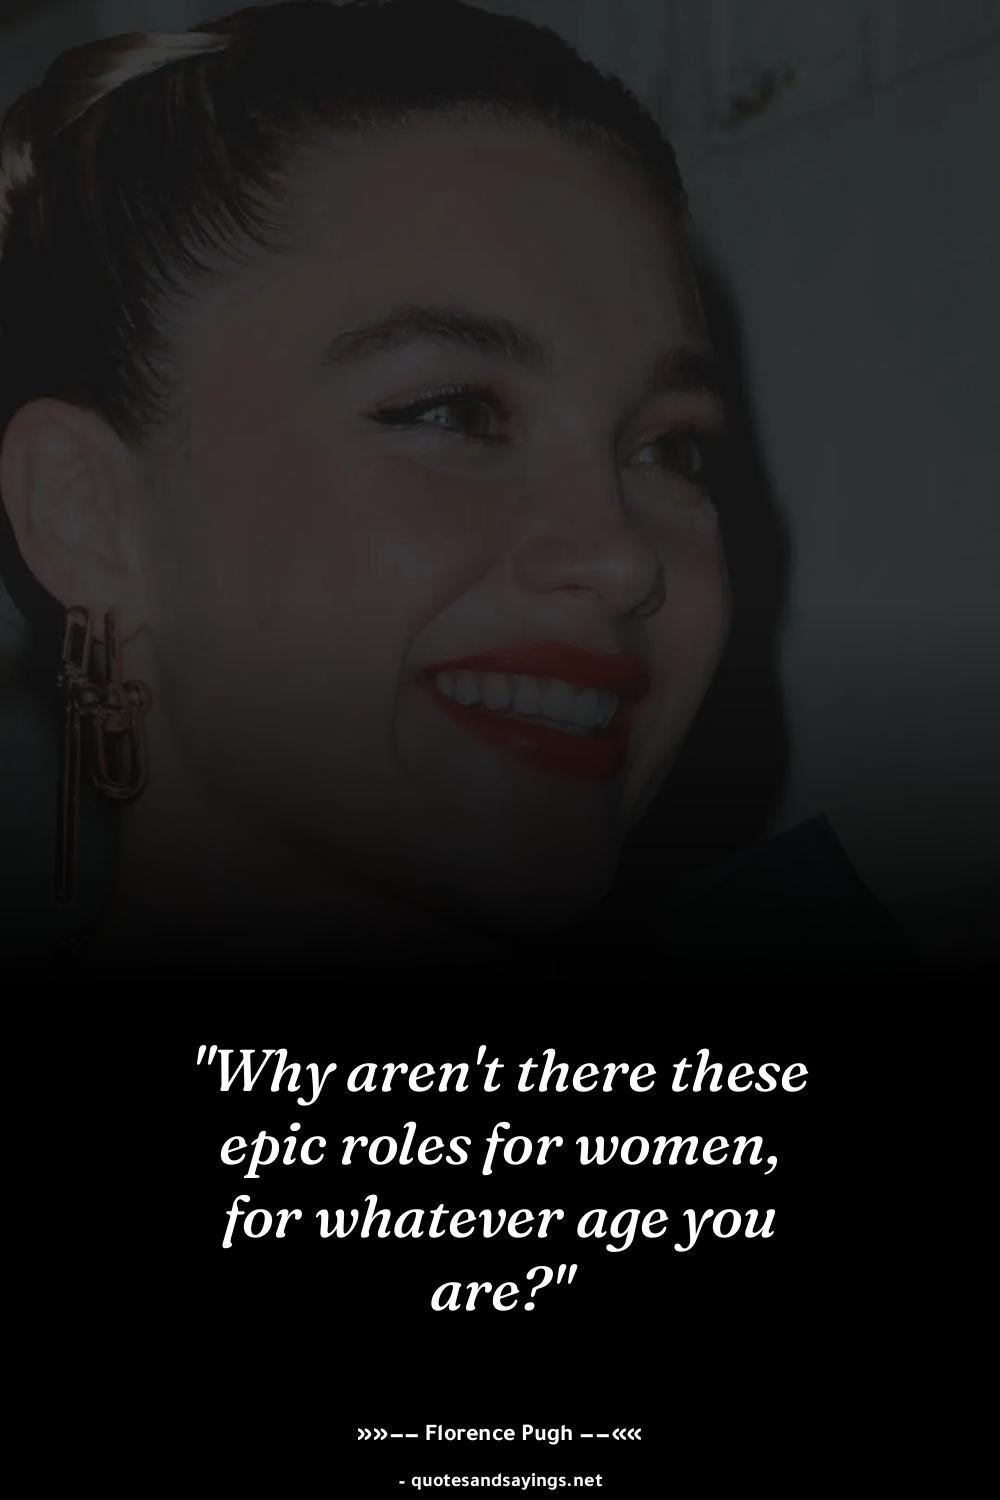 "Why aren't there these
epic roles for women,
for whatever age you
are?"
»»–– Florence Pugh ––««
- quotesandsayings.net